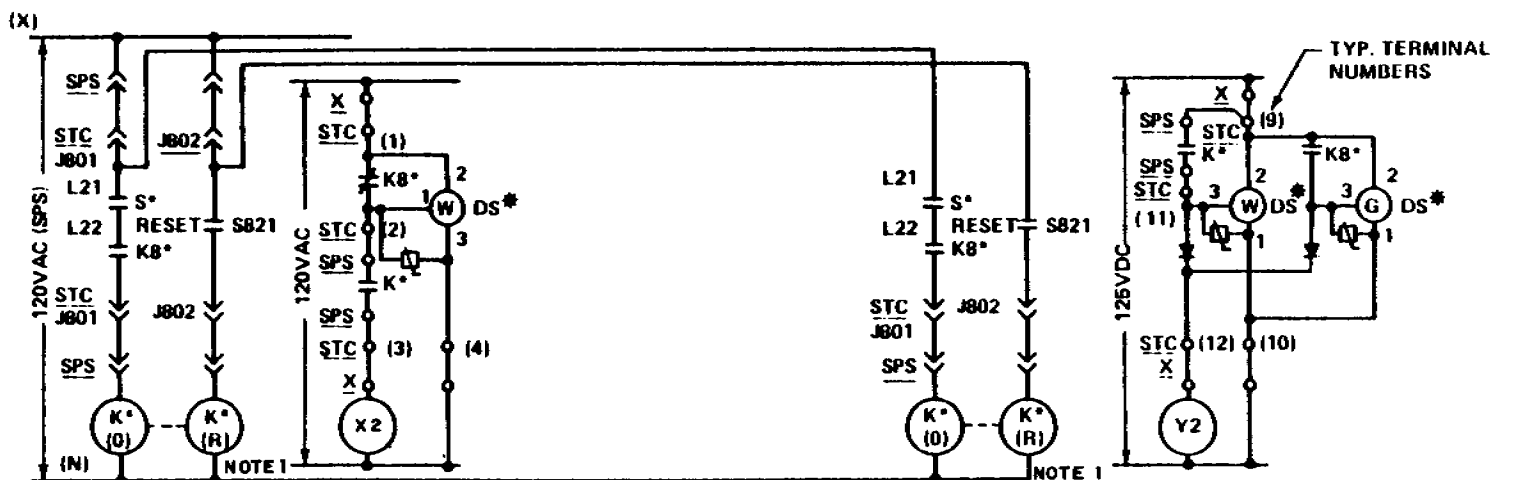 (X)
120VAC (SPS)
SPS
STC
J801
J802
L21
S*
L22
K8*
RESET
S821
STC
J801
J802
SPS
K*
(O)
K*
(R)
(N)
NOTE 1
120VAC
X
STC (1)
K8*
2
1
W
DS*
3
STC (2)
SPS
K*
SPS
STC (3)
(4)
X
X2
L21
S*
L22
K8*
RESET
S821
STC
J801
J802
SPS
K*
(O)
K*
(R)
NOTE 1
TYP. TERMINAL
NUMBERS
125VDC
X
SPS
STC (9)
K*
SPS
STC
(11)
3
2
W
DS*
1
K8*
2
3
G
DS*
1
STC (12)
(10)
X
Y2